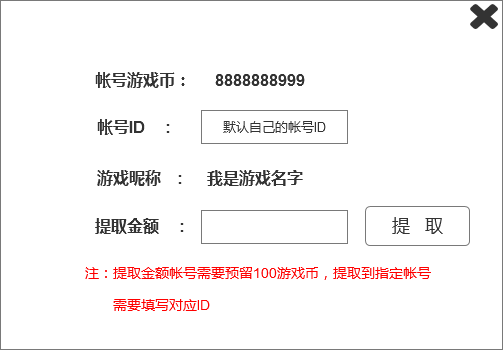 帐号游戏币： 8888888999
帐号ID ： 默认自己的帐号ID
游戏昵称 ： 我是游戏名字
提取金额 ： 提 取
注：提取金额帐号需要预留100游戏币，提取到指定帐号
需要填写对应ID